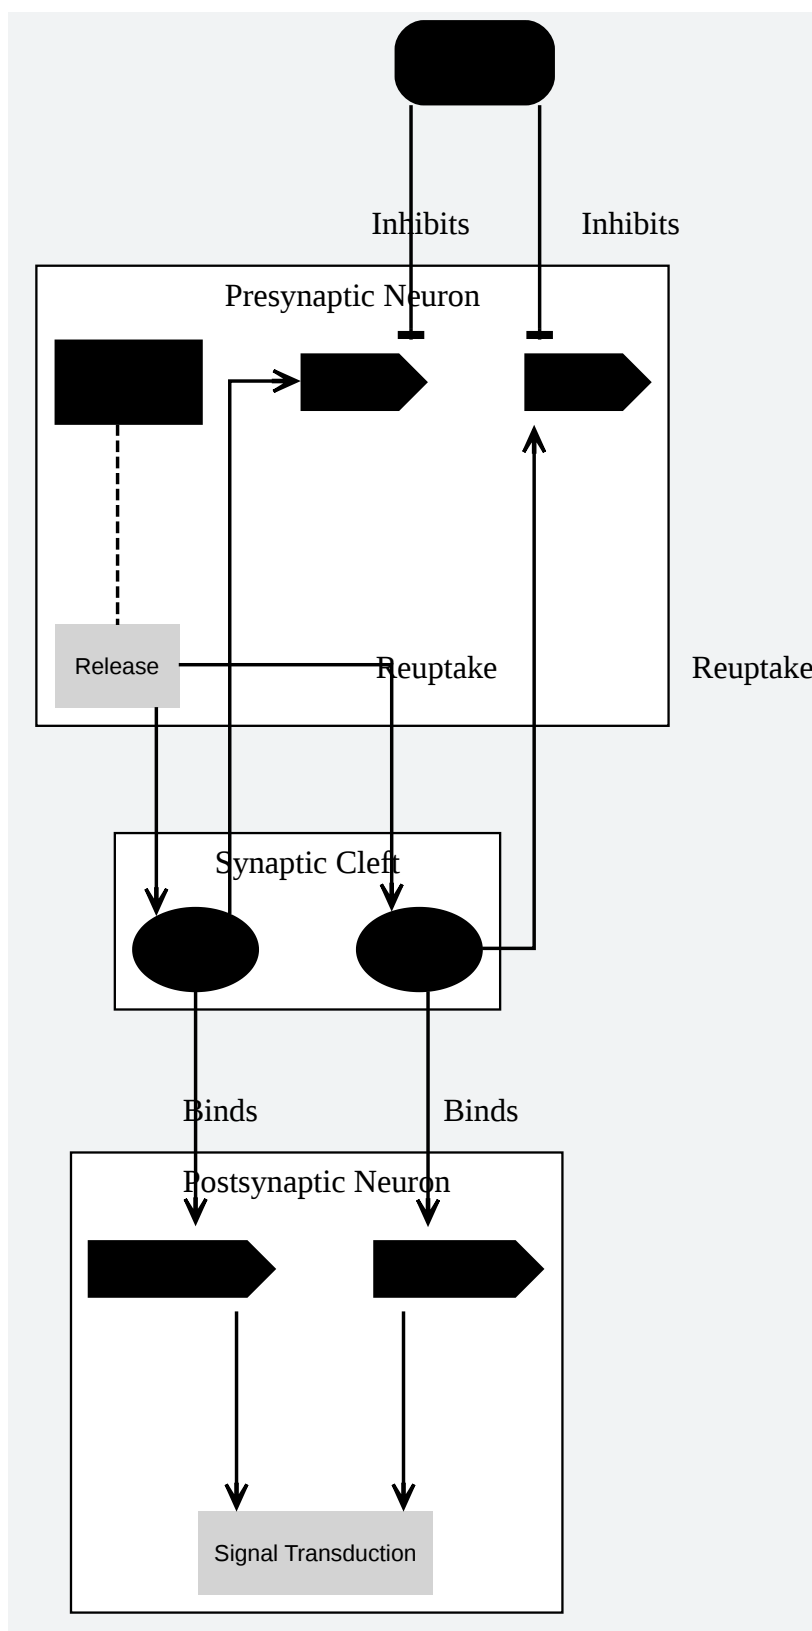 Inhibits
Inhibits
Presynaptic Neuron
Release
Reuptake
Reuptake
Synaptic Cleft
Binds
Binds
Postsynaptic Neuron
Signal Transduction